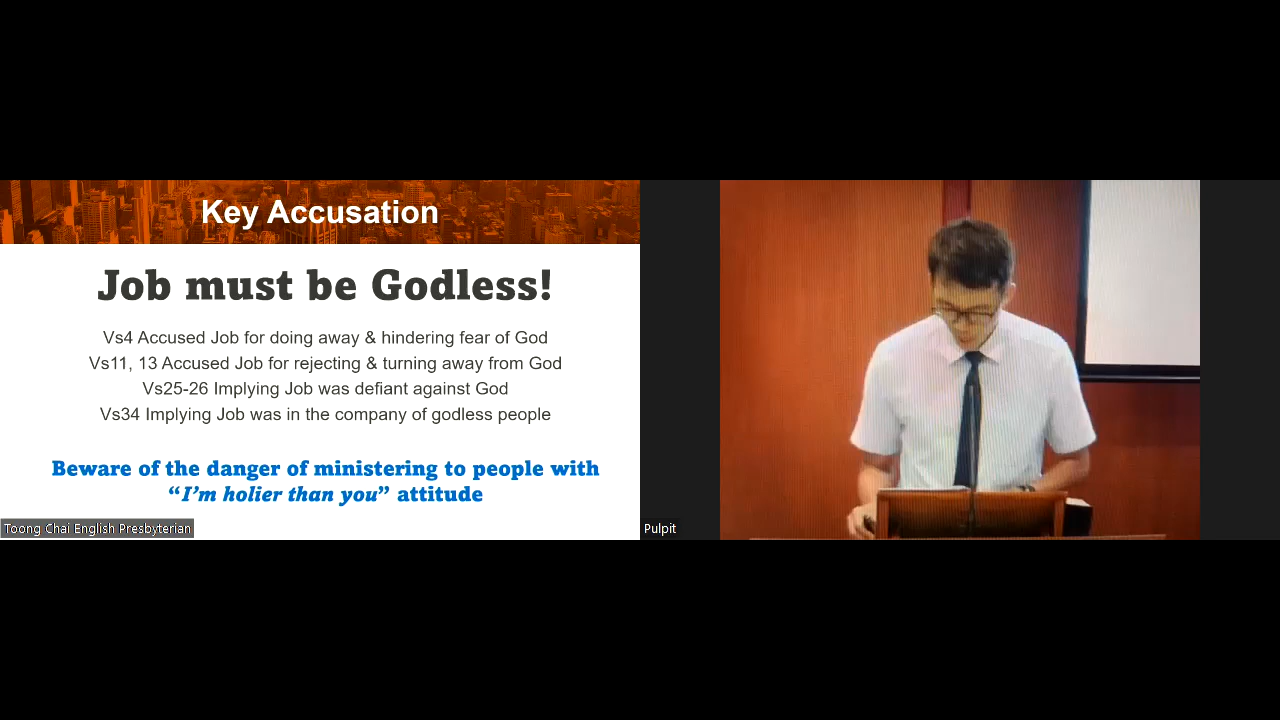 Key Accusation
Job must be Godless!
Vs4 Accused Job for doing away & hindering fear of God
Vs11, 13 Accused Job for rejecting & turning away from God
Vs25-26 Implying Job was defiant against God
Vs34 Implying Job was in the company of godless people
Beware of the danger of ministering to people with
“I’m holier than you” attitude
Toong Chai English Presbyterian
Pulpit